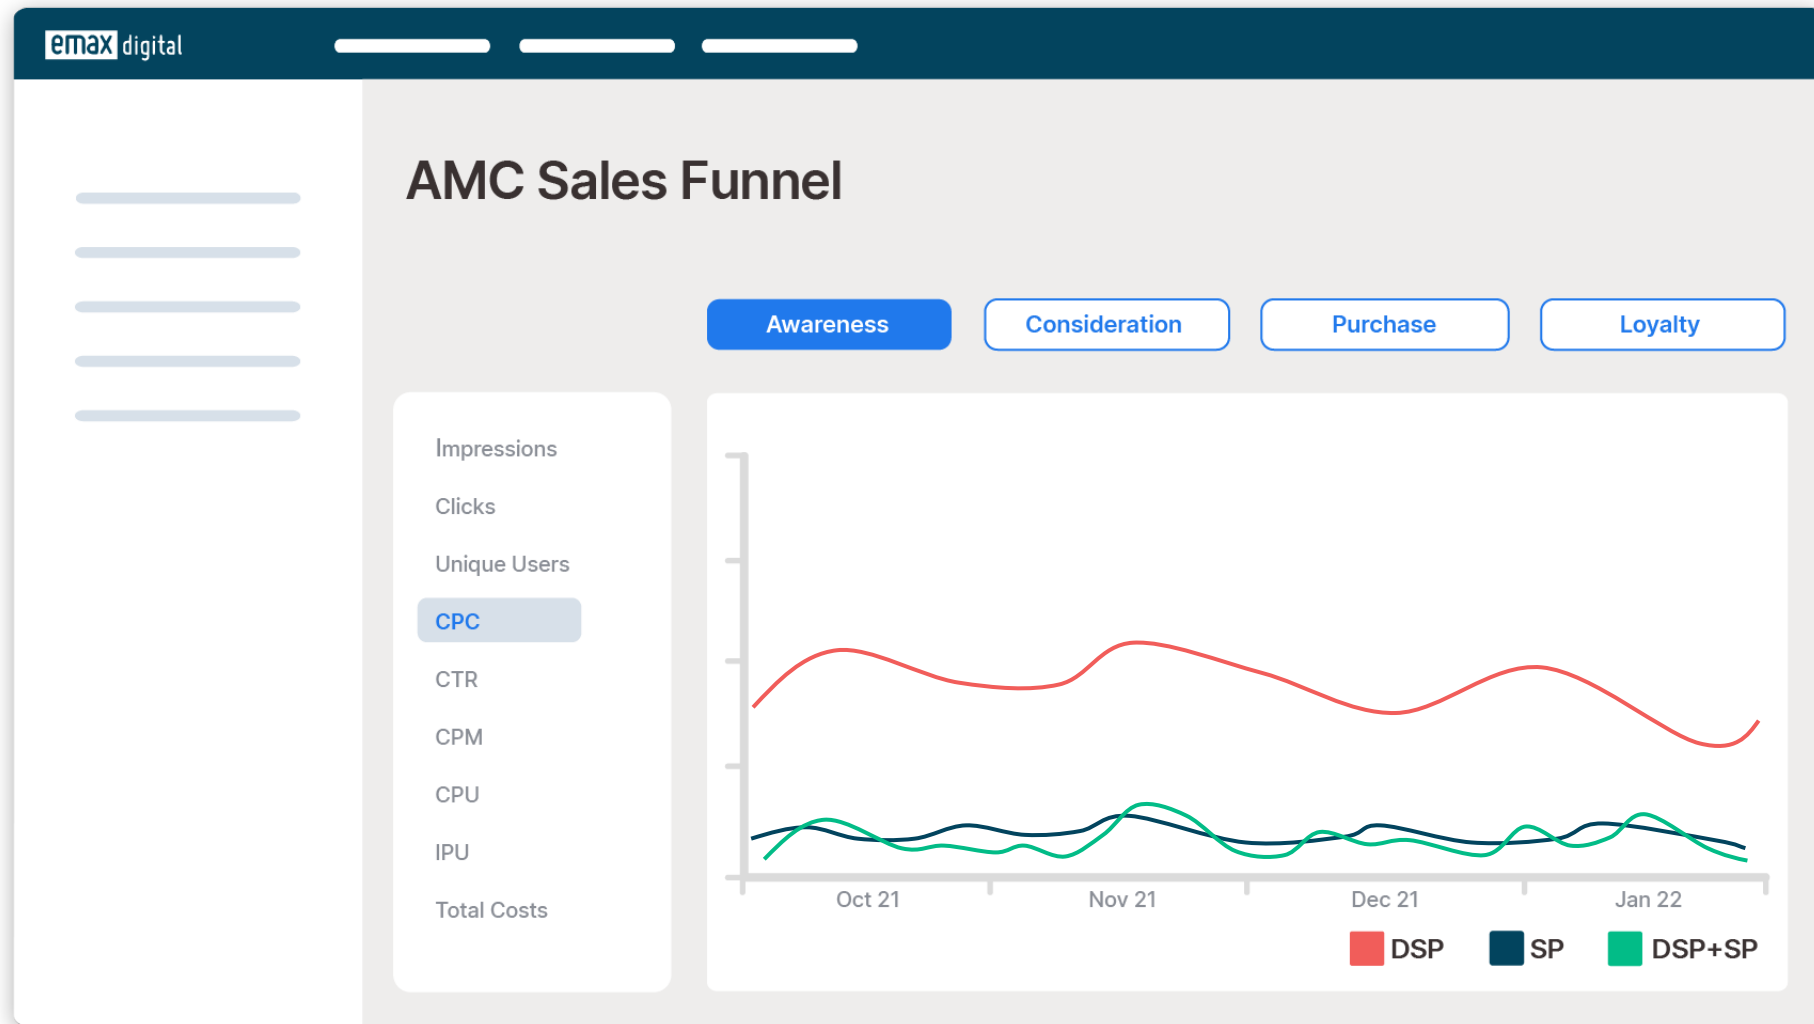 emax digital
AMC Sales Funnel
Awareness
Consideration
Purchase
Loyalty
Impressions
Clicks
Unique Users
CPC
CTR
CPM
CPU
IPU
Total Costs
Oct 21
Nov 21
Dec 21
Jan 22
DSP
SP
DSP+SP